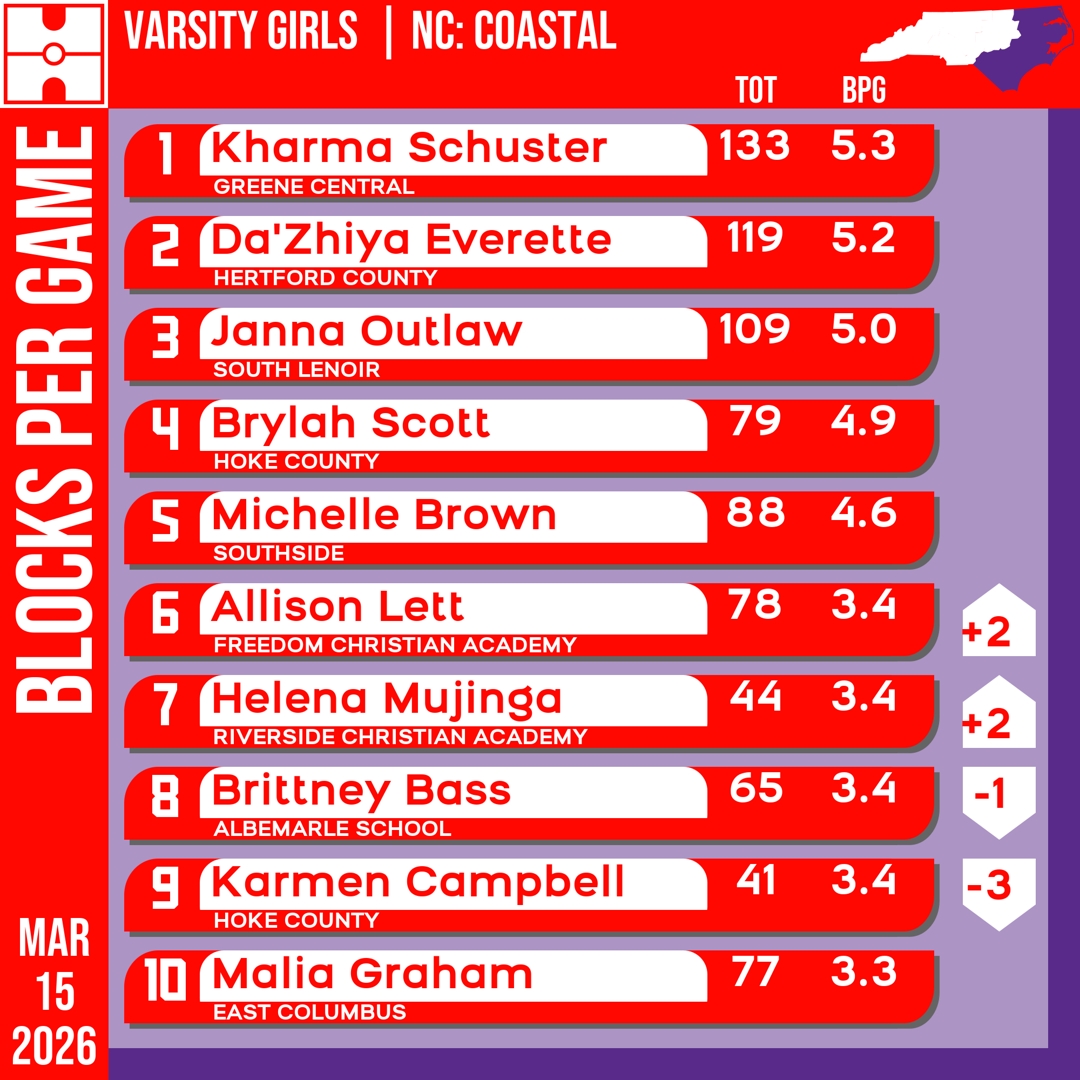 VARSITY GIRLS | NC: COASTAL
TOT BPG
BLOCKS PER GAME
1 Kharma Schuster 133 5.3
GREENE CENTRAL
2 Da'Zhiya Everette 119 5.2
HERTFORD COUNTY
3 Janna Outlaw 109 5.0
SOUTH LENOIR
4 Brylah Scott 79 4.9
HOKE COUNTY
5 Michelle Brown 88 4.6
SOUTHSIDE
6 Allison Lett 78 3.4 +2
FREEDOM CHRISTIAN ACADEMY
7 Helena Mujinga 44 3.4 +2
RIVERSIDE CHRISTIAN ACADEMY
8 Brittney Bass 65 3.4 -1
ALBEMARLE SCHOOL
9 Karmen Campbell 41 3.4 -3
HOKE COUNTY
10 Malia Graham 77 3.3
EAST COLUMBUS
MAR
15
2026